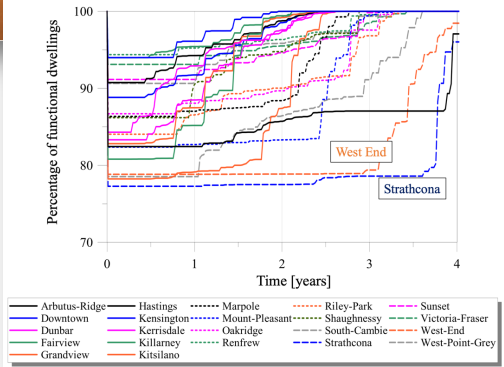 Percentage of functional dwellings
100
90
80
70
West End
Strathcona
0 1 2 3 4
Time [years]
Arbutus-Ridge Hastings Marpole Riley-Park Sunset
Downtown Kensington Mount-Pleasant Shaughnessy Victoria-Fraser
Dunbar Kerrisdale Oakridge South-Cambie West-End
Fairview Killarney Renfrew Strathcona West-Point-Grey
Grandview Kitsilano